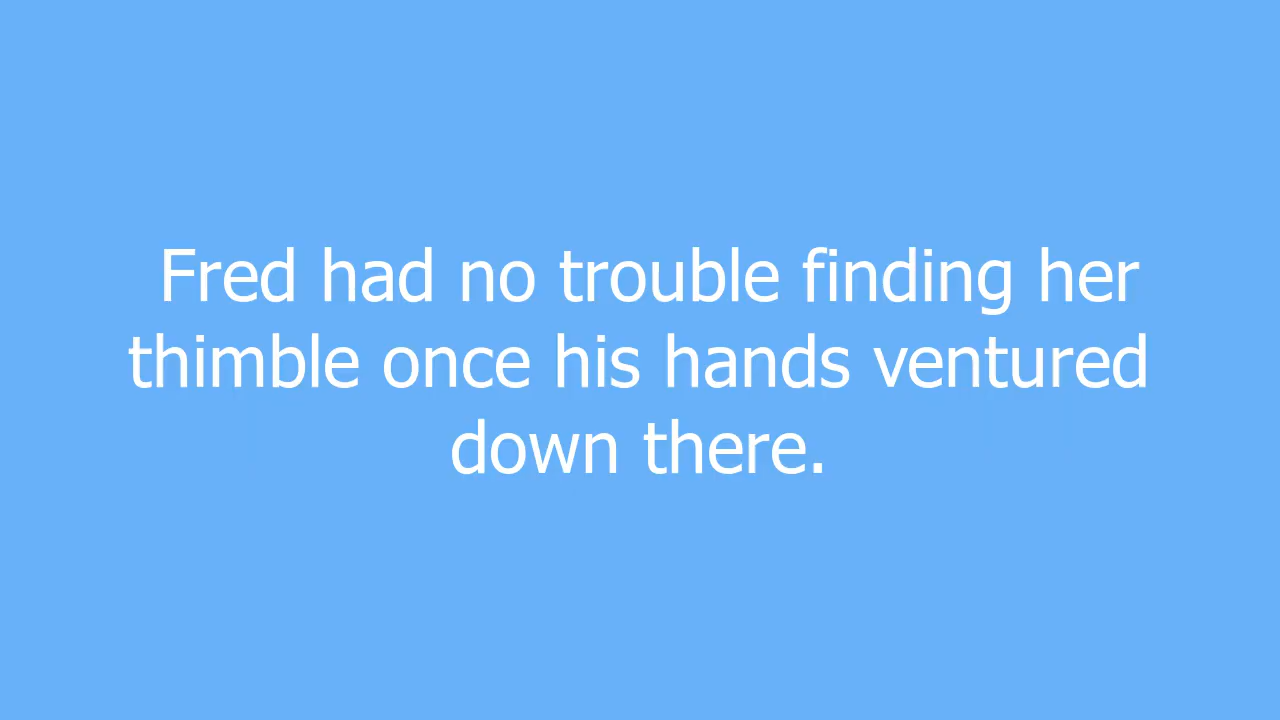 Fred had no trouble finding her
thimble once his hands ventured
down there.